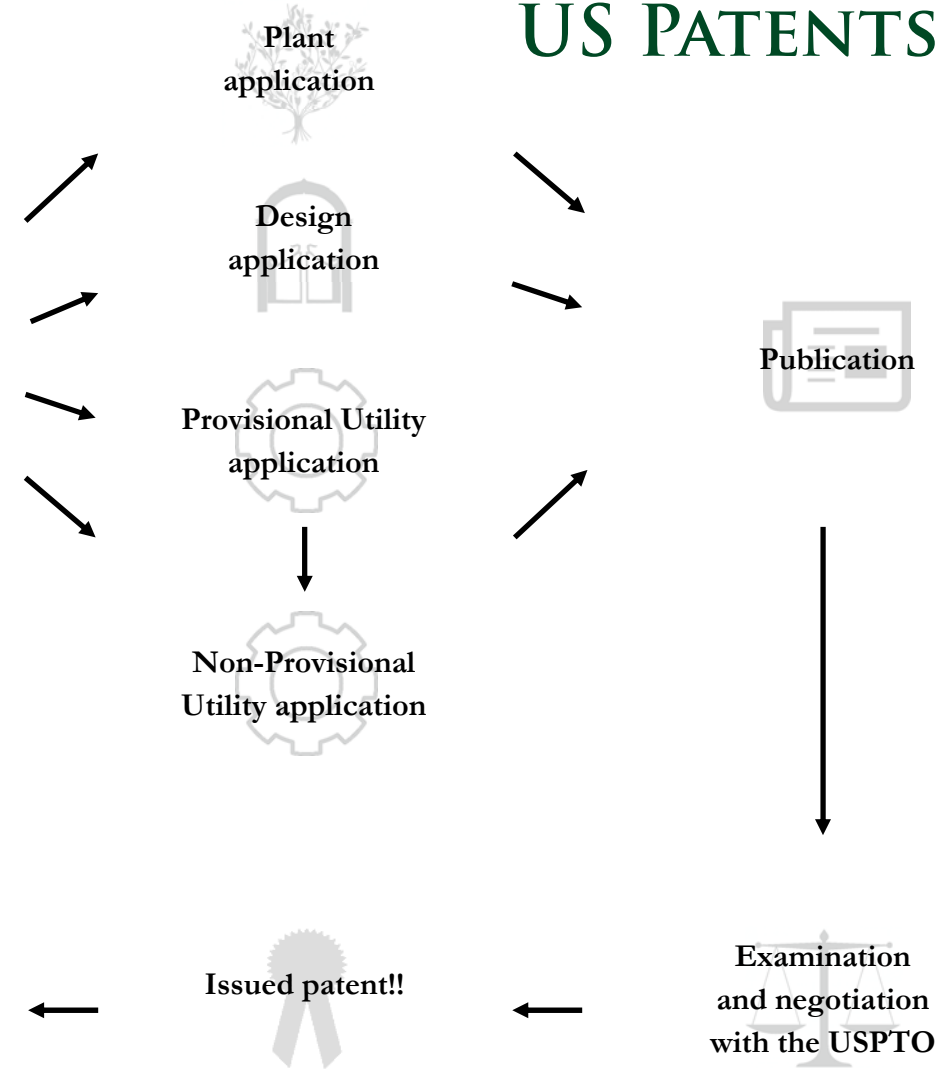 US PATENTS
Plant
application
Design
application
Provisional Utility
application
Publication
Non-Provisional
Utility application
Issued patent!!
Examination
and negotiation
with the USPTO